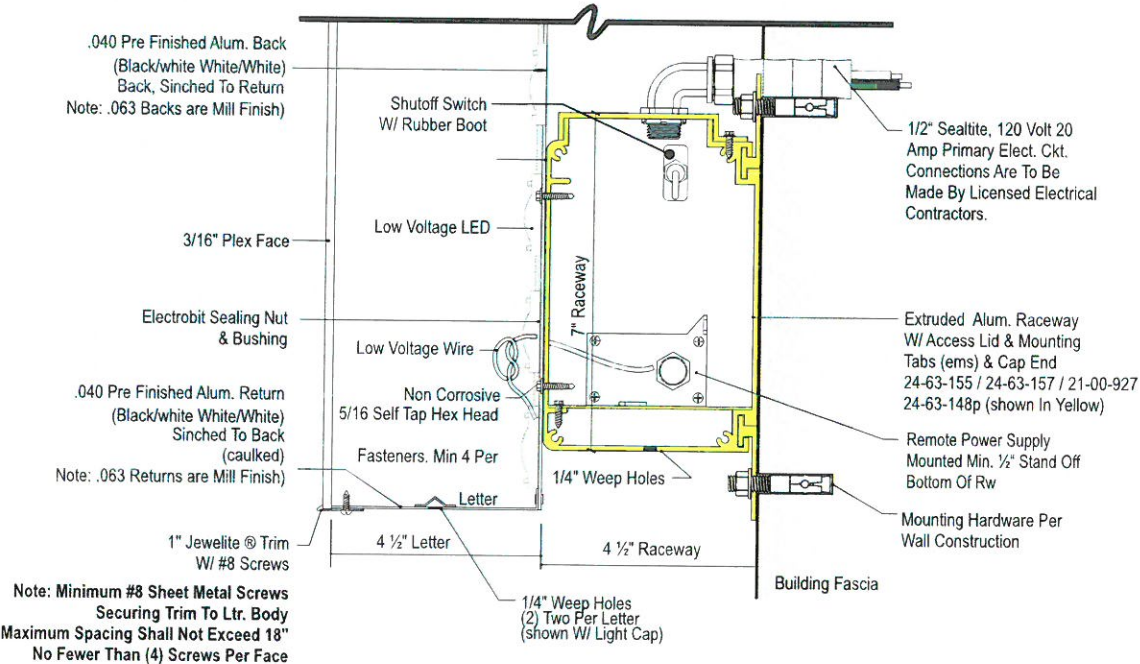 .040 Pre Finished Alum. Back
(Black/white White/White)
Back, Sinched To Return
Note: .063 Backs are Mill Finish)
Shutoff Switch
W/ Rubber Boot
1/2" Sealtite, 120 Volt 20
Amp Primary Elect. Ckt.
Connections Are To Be
Made By Licensed Electrical
Contractors.
3/16" Plex Face
Low Voltage LED
7" Raceway
Electrobit Sealing Nut
& Bushing
Low Voltage Wire
Extruded Alum. Raceway
W/ Access Lid & Mounting
Tabs (ems) & Cap End
24-63-155 / 24-63-157 / 21-00-927
24-63-148p (shown In Yellow)
.040 Pre Finished Alum. Return
(Black/white White/White)
Sinched To Back
(caulked)
Note: .063 Returns are Mill Finish)
Non Corrosive
5/16 Self Tap Hex Head
Fasteners. Min 4 Per
Letter
1/4" Weep Holes
Remote Power Supply
Mounted Min. ½" Stand Off
Bottom Of Rw
Mounting Hardware Per
Wall Construction
1" Jewelite ® Trim
W/ #8 Screws
4 ½" Letter
4 ½" Raceway
Building Fascia
Note: Minimum #8 Sheet Metal Screws
Securing Trim To Ltr. Body
Maximum Spacing Shall Not Exceed 18"
No Fewer Than (4) Screws Per Face
1/4" Weep Holes
(2) Two Per Letter
(shown W/ Light Cap)